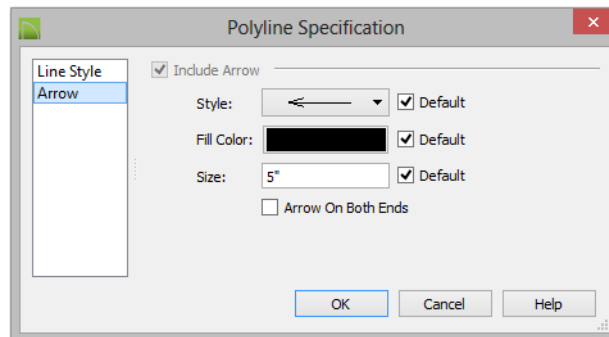 Polyline Specification
Line Style
Arrow
Include Arrow
Style: Default
Fill Color: Default
Size: 5" Default
Arrow On Both Ends
OK Cancel Help